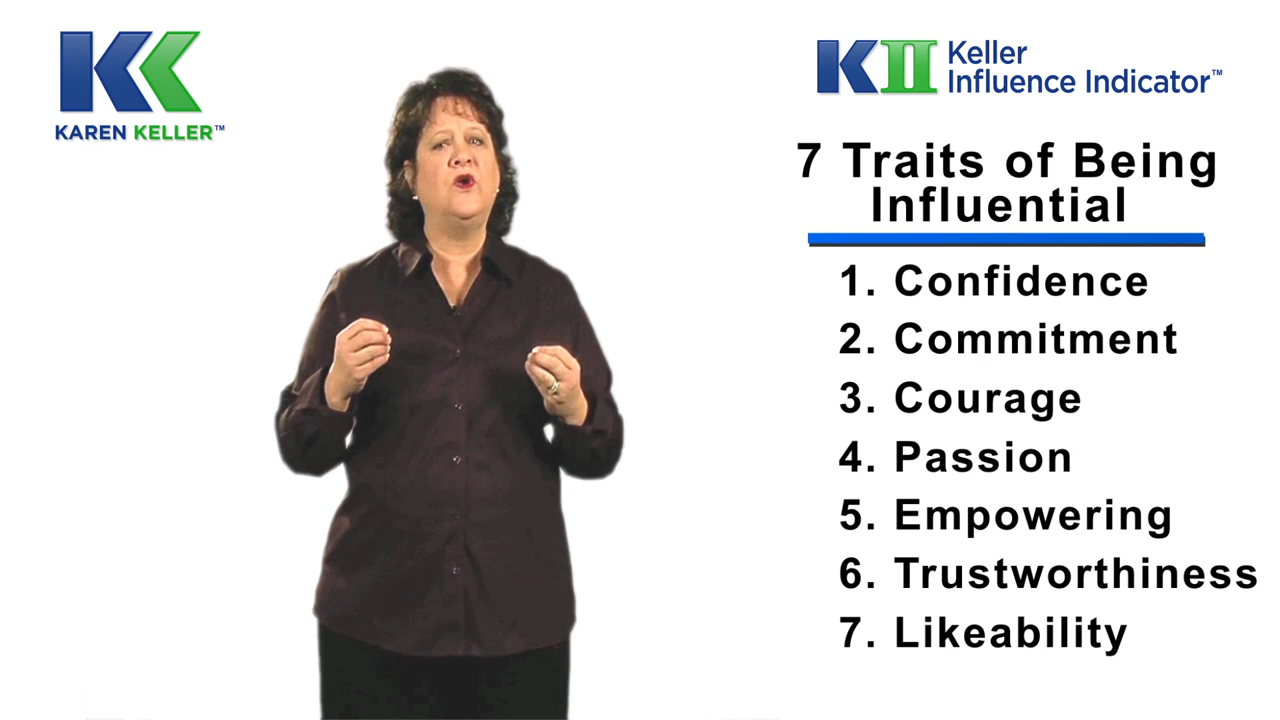 KAREN KELLER™
KII Keller
Influence Indicator™
7 Traits of Being
Influential
1. Confidence
2. Commitment
3. Courage
4. Passion
5. Empowering
6. Trustworthiness
7. Likeability